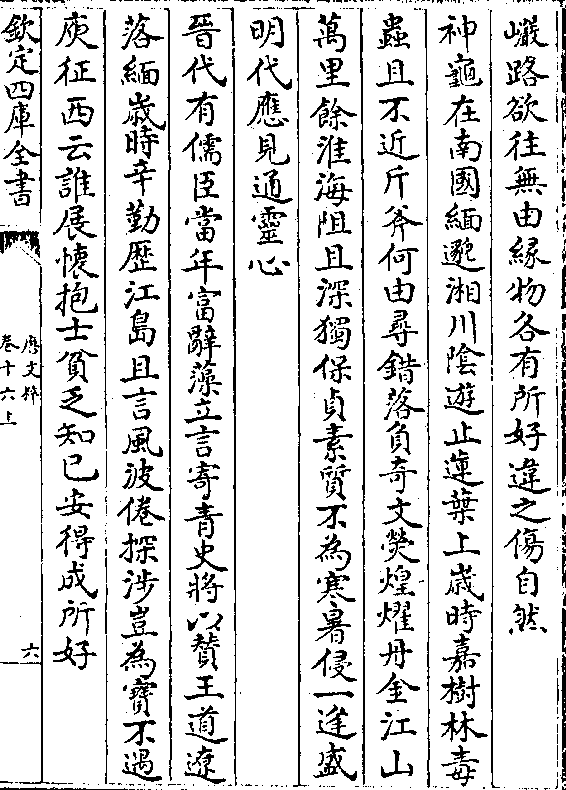 巖路欲往無由緣物各有所好違之傷自然
神龜在南國緬邈湘川陰遊止蓮葉上歲時嘉樹林毒
蟲且不近斤斧何由尋錯落負奇文熒煌耀丹金江山
萬里餘淮海阻且深獨保貞素質不為寒暑侵一逢盛
明代應見通靈心
晉代有儒臣當年富辭藻立言寄青史將以贊王道遼
落緬歲時辛勤歷江島且言風波倦探涉豈為寶不遇
庾征西云誰展懷抱士貧乏知己安得成所好
欽定四庫全書
唐文粹
卷十六上
六